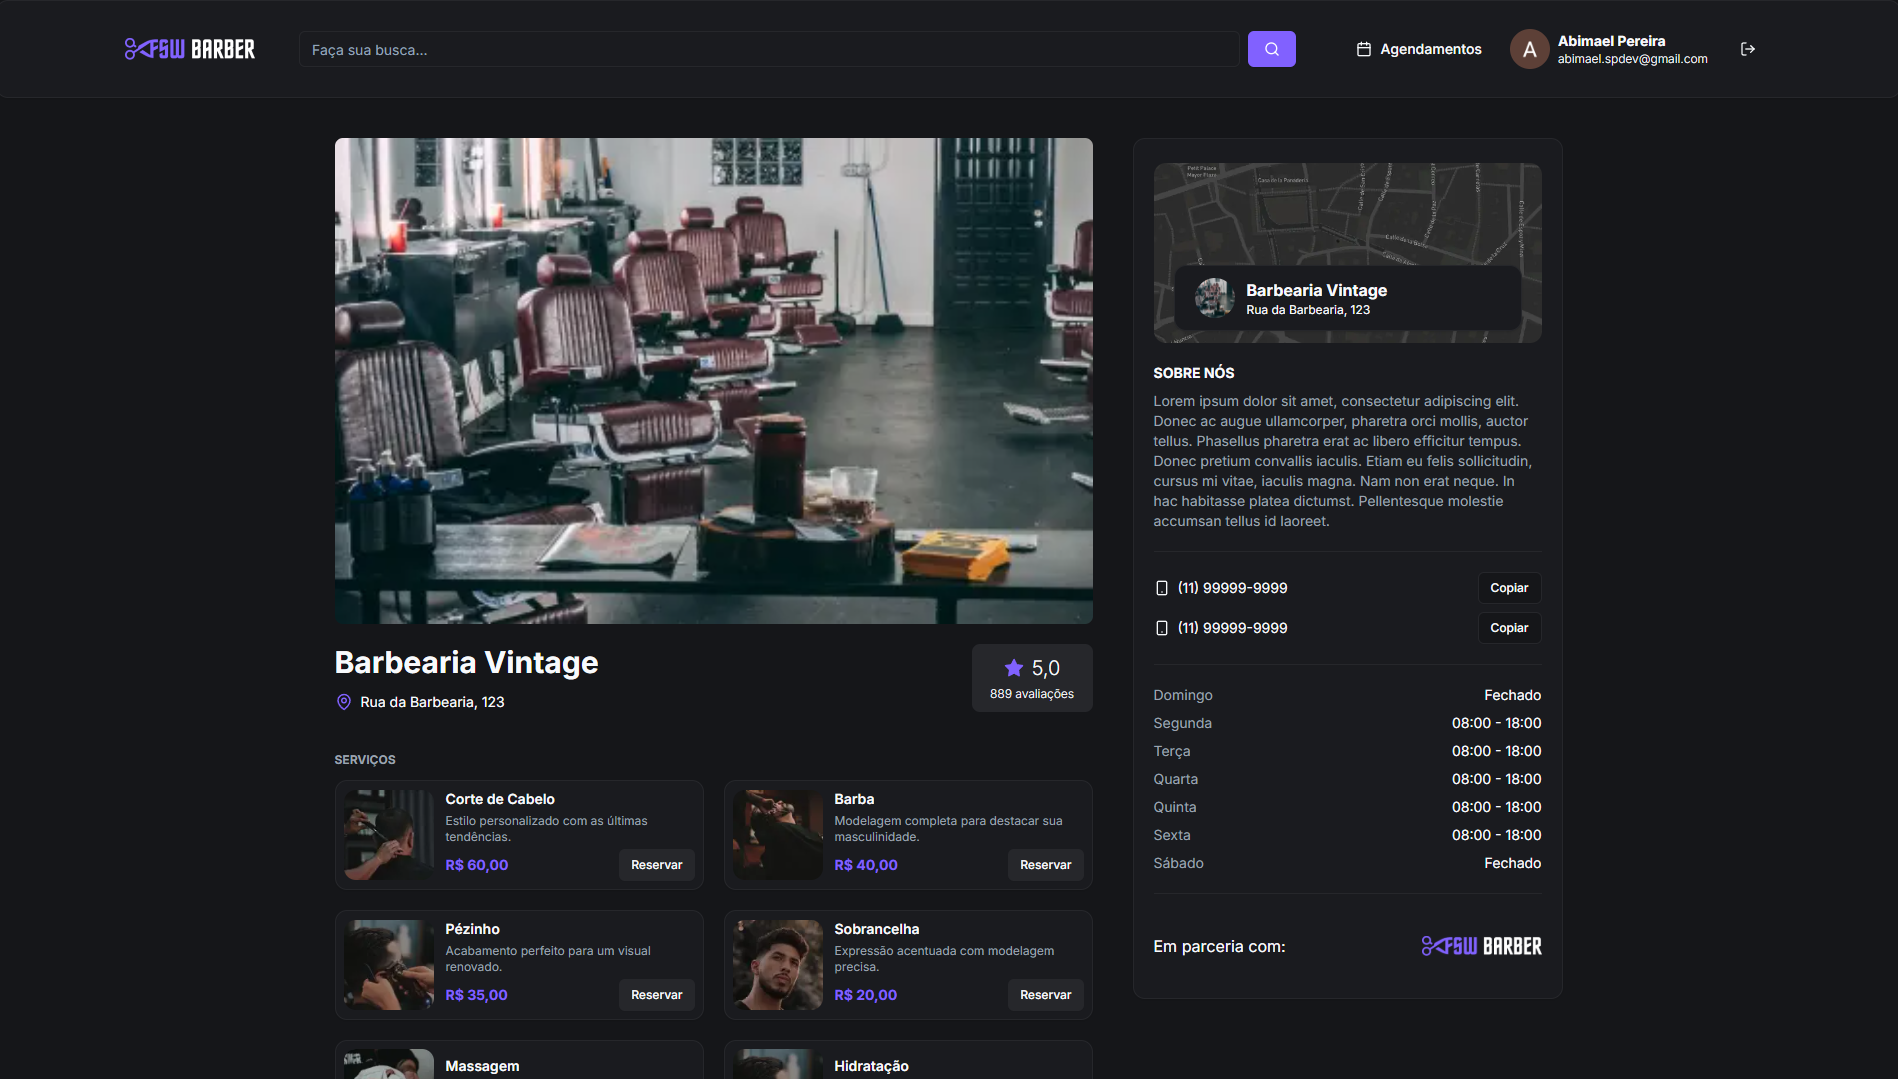 FSW BARBER
Faça sua busca...
Agendamentos
A
Abimael Pereira
abimael.spdev@gmail.com
Barbearia Vintage
Rua da Barbearia, 123
5,0
889 avaliações
SERVIÇOS
Corte de Cabelo
Estilo personalizado com as últimas
tendências.
R$ 60,00
Reservar
Barba
Modelagem completa para destacar sua
masculinidade.
R$ 40,00
Reservar
Pézinho
Acabamento perfeito para um visual
renovado.
R$ 35,00
Reservar
Sobrancelha
Expressão acentuada com modelagem
precisa.
R$ 20,00
Reservar
Massagem
Hidratação
Petit Palace
Mayor Plaza
Casa de la Panadería
Barbearia Vintage
Rua da Barbearia, 123
SOBRE NÓS
Lorem ipsum dolor sit amet, consectetur adipiscing elit.
Donec ac augue ullamcorper, pharetra orci mollis, auctor
tellus. Phasellus pharetra erat ac libero efficitur tempus.
Donec pretium convallis iaculis. Etiam eu felis sollicitudin,
cursus mi vitae, iaculis magna. Nam non erat neque. In
hac habitasse platea dictumst. Pellentesque molestie
accumsan tellus id laoreet.
(11) 99999-9999
Copiar
(11) 99999-9999
Copiar
Domingo Fechado
Segunda 08:00 - 18:00
Terça 08:00 - 18:00
Quarta 08:00 - 18:00
Quinta 08:00 - 18:00
Sexta 08:00 - 18:00
Sábado Fechado
Em parceria com:
FSW BARBER